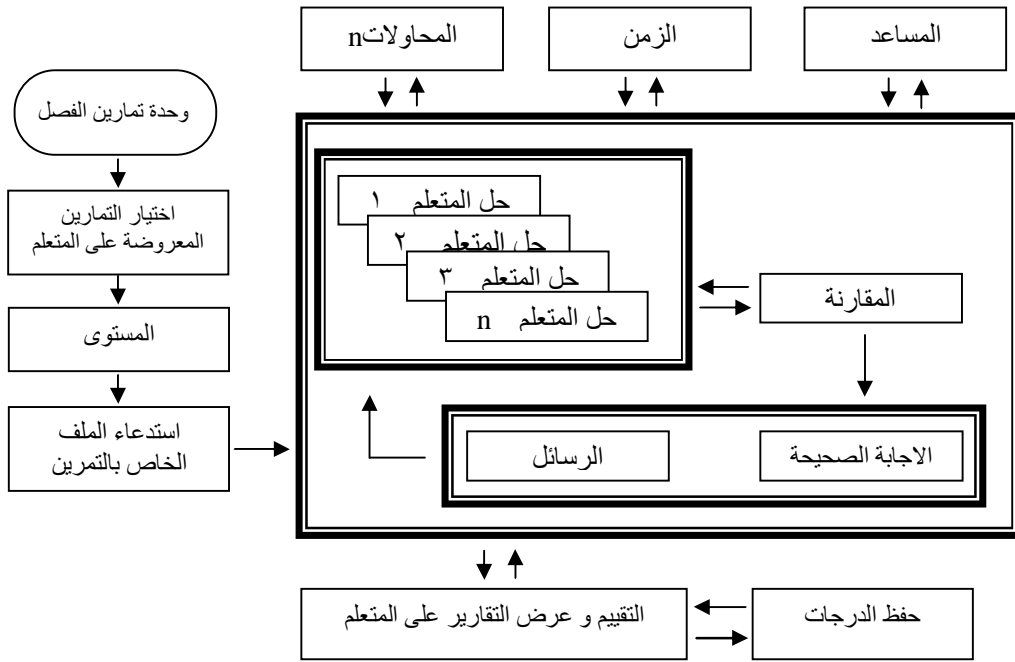 المحاولات n
الزمن
المساعد
وحدة تمارين الفصل
اختيار التمارين
المعروضة على المتعلم
المستوى
استدعاء الملف
الخاص بالتمرين
حل المتعلم ١
حل المتعلم ٢
حل المتعلم ٣
حل المتعلم n
المقارنة
الرسائل
الاجابة الصحيحة
التقييم و عرض التقارير على المتعلم
حفظ الدرجات